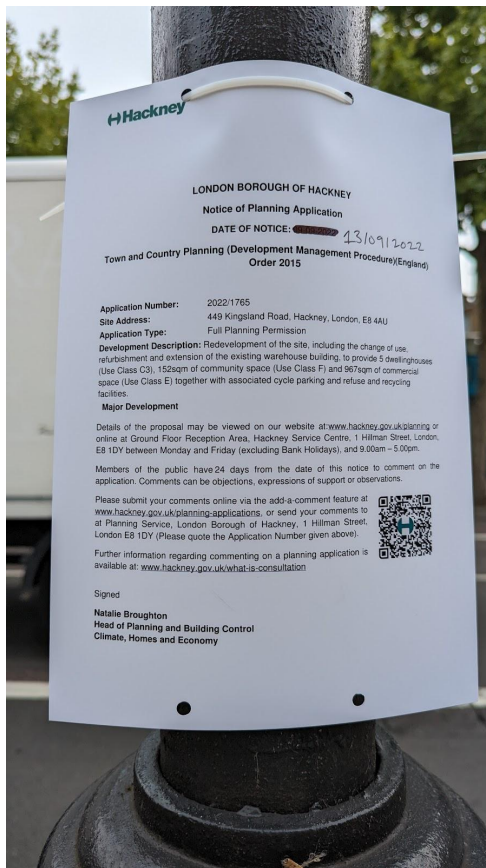 Hackney
LONDON BOROUGH OF HACKNEY
Notice of Planning Application
DATE OF NOTICE: 13/09/2022
Town and Country Planning (Development Management Procedure)(England)
Order 2015
Application Number: 2022/1765
Site Address: 449 Kingsland Road, Hackney, London, E8 4AU
Application Type: Full Planning Permission
Development Description: Redevelopment of the site, including the change of use,
refurbishment and extension of the existing warehouse building, to provide 5 dwellinghouses
(Use Class C3), 152sqm of community space (Use Class F) and 967sqm of commercial
space (Use Class E) together with associated cycle parking and refuse and recycling
facilities.
Major Development
Details of the proposal may be viewed on our website at:www.hackney.gov.uk/planning or
online at Ground Floor Reception Area, Hackney Service Centre, 1 Hillman Street, London,
E8 1DY between Monday and Friday (excluding Bank Holidays), and 9.00am – 5.00pm.
Members of the public have 24 days from the date of this notice to comment on the
application. Comments can be objections, expressions of support or observations.
Please submit your comments online via the add-a-comment feature at
www.hackney.gov.uk/planning-applications, or send your comments to
at Planning Service, London Borough of Hackney, 1 Hillman Street,
London E8 1DY (Please quote the Application Number given above).
Further information regarding commenting on a planning application is
available at: www.hackney.gov.uk/what-is-consultation
Signed
Natalie Broughton
Head of Planning and Building Control
Climate, Homes and Economy